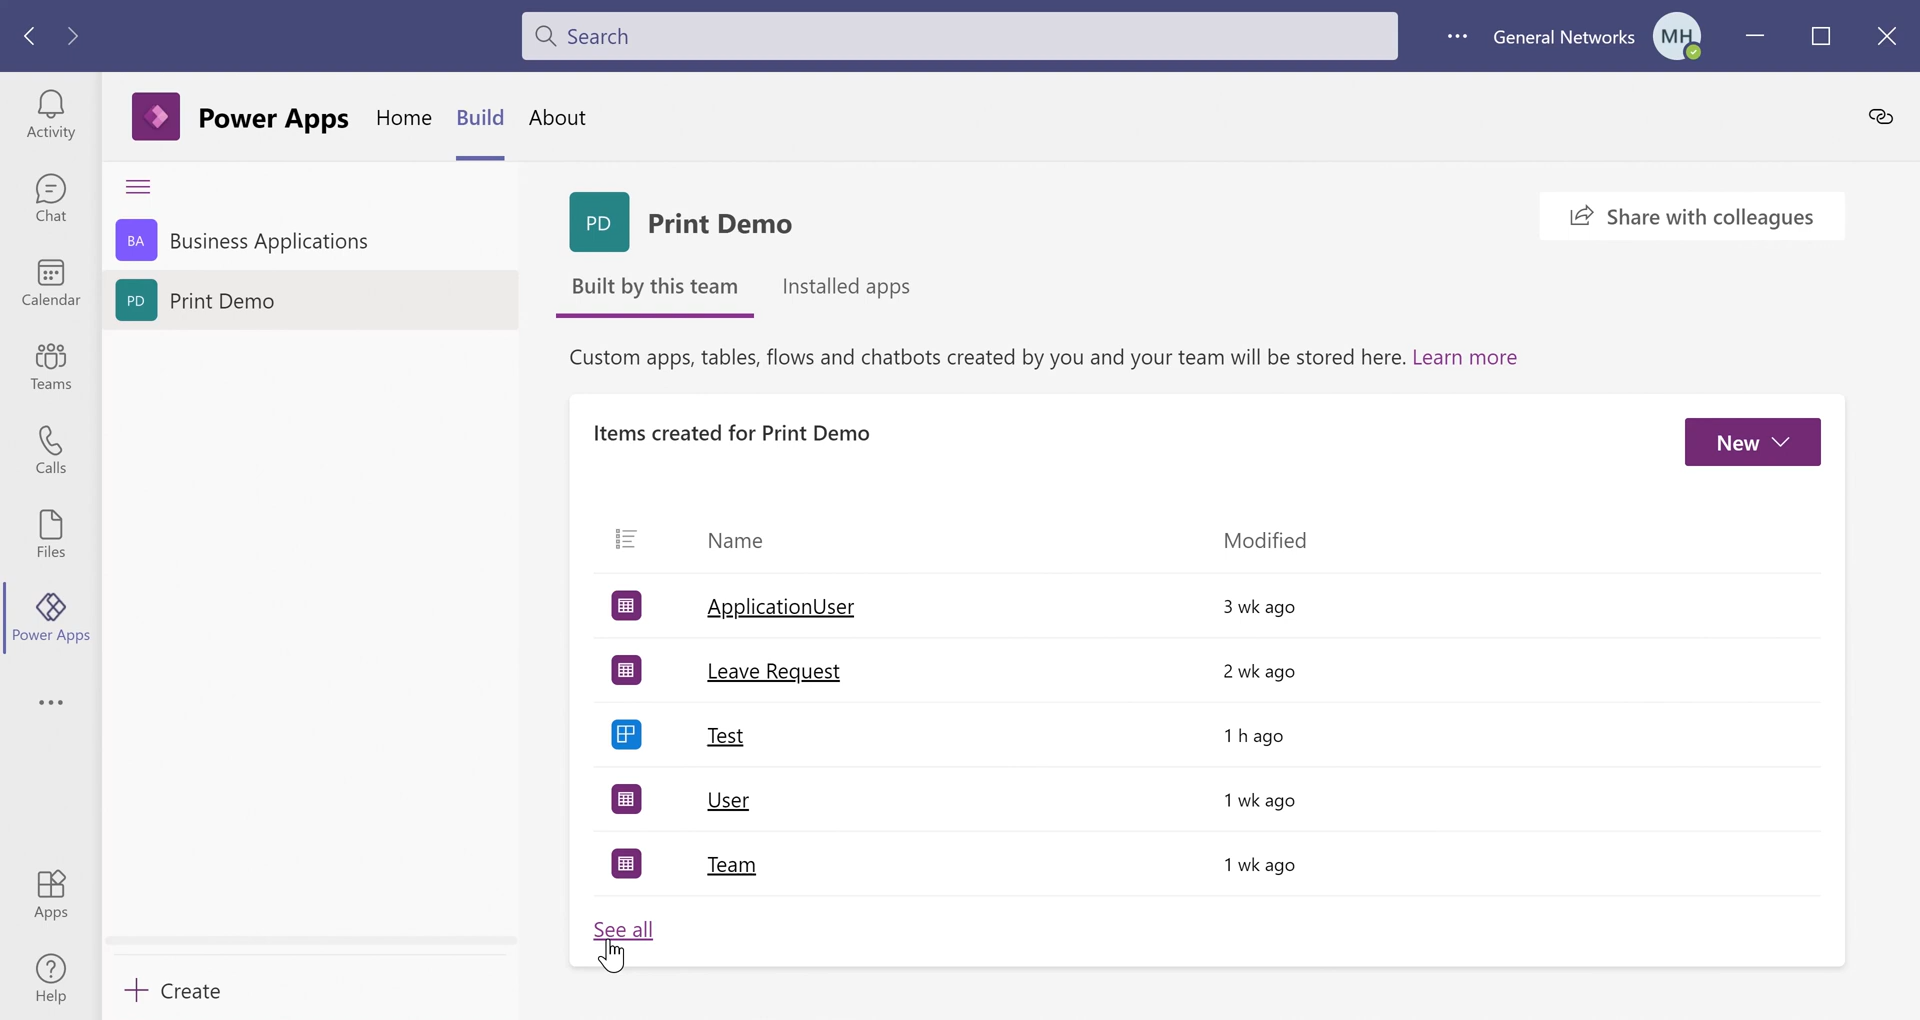 Search
General Networks
MH
Activity
Chat
Calendar
Teams
Calls
Files
Power Apps
Apps
Help
Power Apps
Home
Build
About
BA
Business Applications
PD
Print Demo
Create
PD
Print Demo
Share with colleagues
Built by this team
Installed apps
Custom apps, tables, flows and chatbots created by you and your team will be stored here. Learn more
Items created for Print Demo
New
Name Modified
ApplicationUser 3 wk ago
Leave Request 2 wk ago
Test 1 h ago
User 1 wk ago
Team 1 wk ago
See all